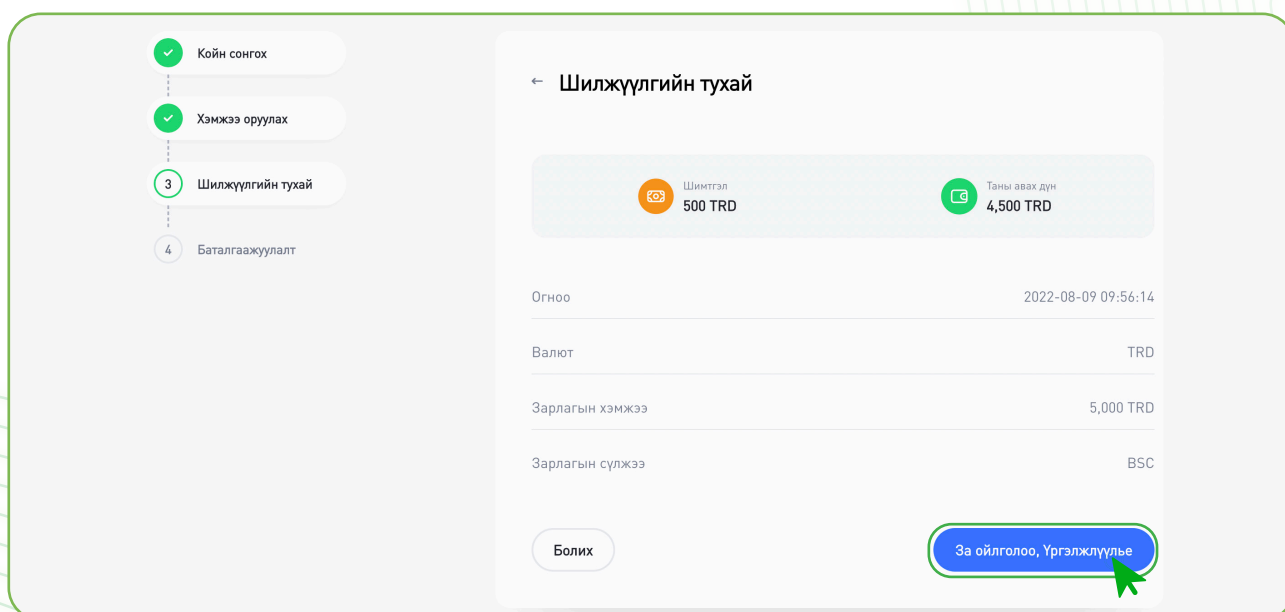 Койн сонгох
Хэмжээ оруулах
3 Шилжүүлгийн тухай
4 Баталгаажуулалт
← Шилжүүлгийн тухай
Шимтгэл
500 TRD
Таны авах дүн
4,500 TRD
Огноо 2022-08-09 09:56:14
Валют TRD
Зарлагын хэмжээ 5,000 TRD
Зарлагын сүлжээ BSC
Болих За ойлголоо, Үргэлжлүүлье